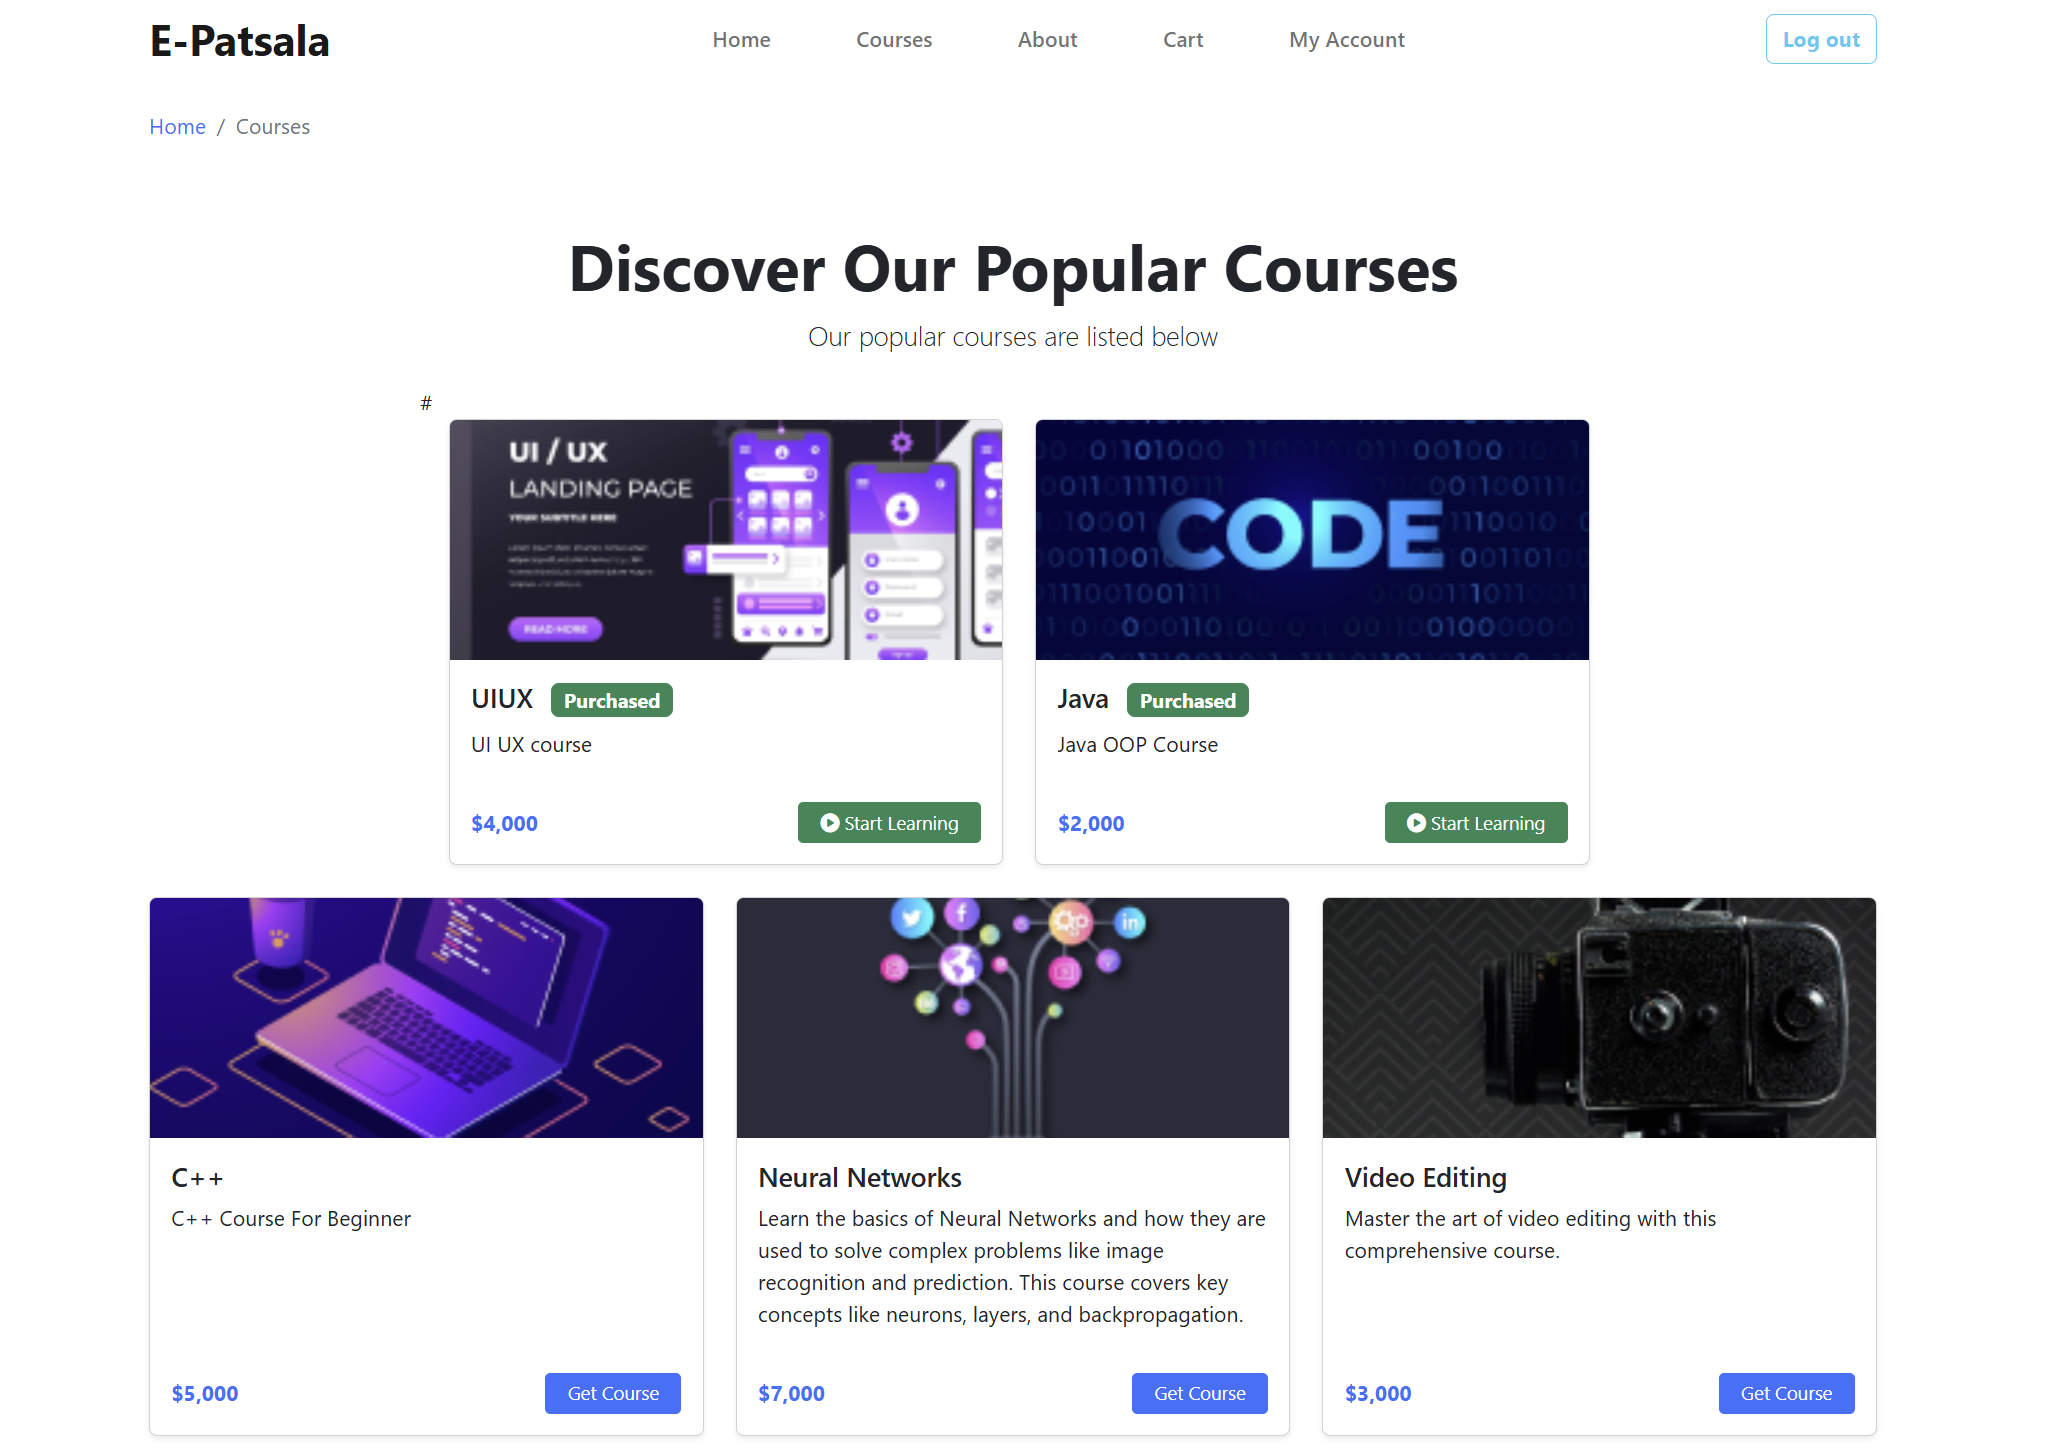 E-Patsala
Home Courses About Cart My Account Log out
Home / Courses
Discover Our Popular Courses
Our popular courses are listed below
#
UI / UX
LANDING PAGE
YOUR SUBTITLE HERE
READ MORE
CODE
UIUX Purchased
UI UX course
$4,000 Start Learning
Java Purchased
Java OOP Course
$2,000 Start Learning
C++
C++ Course For Beginner
$5,000 Get Course
Neural Networks
Learn the basics of Neural Networks and how they are
used to solve complex problems like image
recognition and prediction. This course covers key
concepts like neurons, layers, and backpropagation.
$7,000 Get Course
Video Editing
Master the art of video editing with this
comprehensive course.
$3,000 Get Course